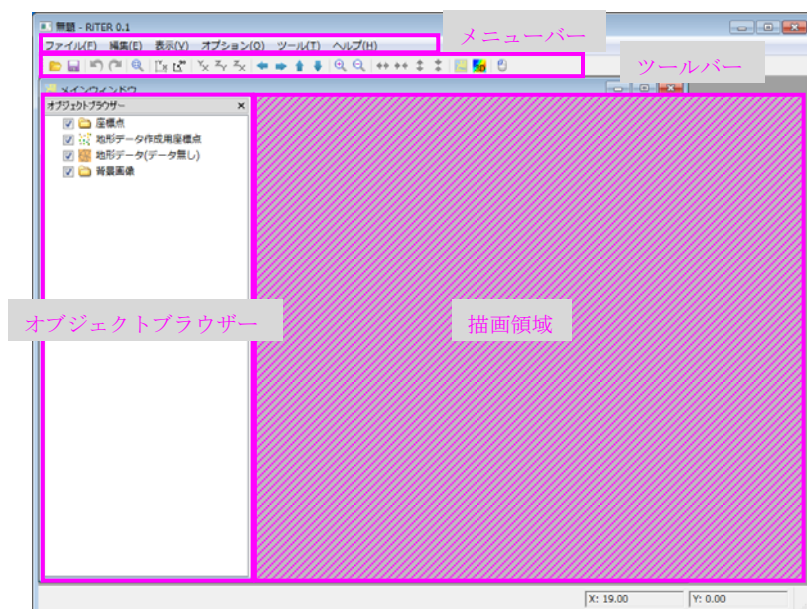 無題 - RiTER 0.1
メニューバー
ファイル(F) 編集(E) 表示(V) オプション(O) ツール(T) ヘルプ(H)
ツールバー
メインウィンドウ
オブジェクトブラウザー
座標点
地形データ作成用座標点
地形データ(データ無し)
背景画像
オブジェクトブラウザー
描画領域
X: 19.00
Y: 0.00